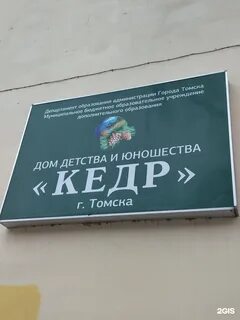 Департамент образования администрации Города Томска
Муниципальное бюджетное образовательное учреждение
дополнительного образования
ДОМ ДЕТСТВА И ЮНОШЕСТВА
«КЕДР»
г. Томска
2GIS